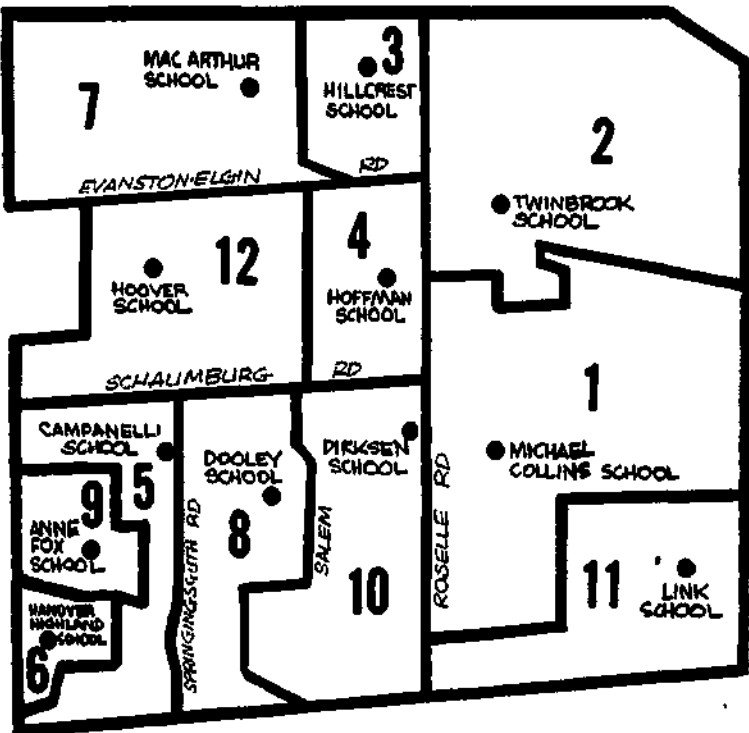 MAC ARTHUR
SCHOOL
7
3
HILLCREST
SCHOOL
2
EVANSTON-ELGIN
RD
TWINBROOK
SCHOOL
4
12
HOOVER
SCHOOL
HOFFMAN
SCHOOL
SCHAUMBURG
RD
1
CAMPANELLI
SCHOOL
5
DOOLEY
SCHOOL
DIRKSEN
SCHOOL
MICHAEL
COLLINS SCHOOL
9
ANNE
FOX
SCHOOL
8
SPRINGINGSGUTH RD
SALEM
ROSELLE RD
10
11
LINK
SCHOOL
HANOVER
HIGHLAND
SCHOOL
6